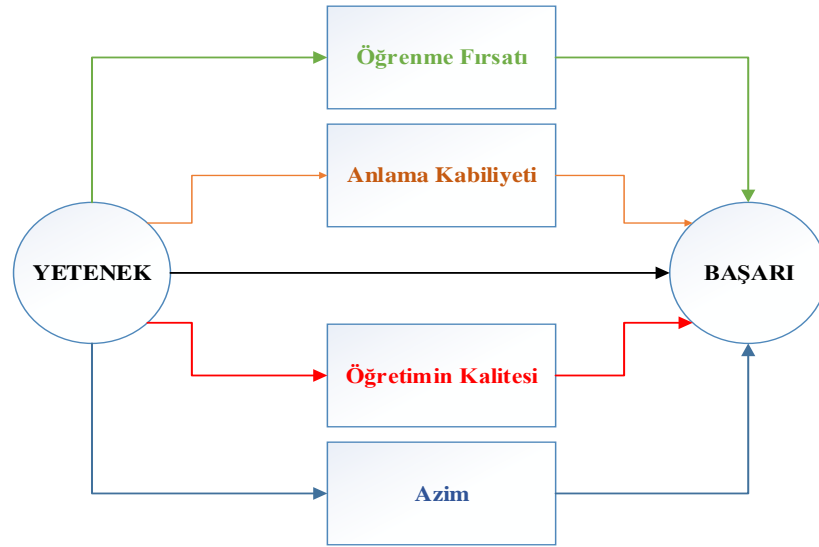 Öğrenme Fırsatı
Anlama Kabiliyeti
YETENEK
BAŞARI
Öğretimin Kalitesi
Azim